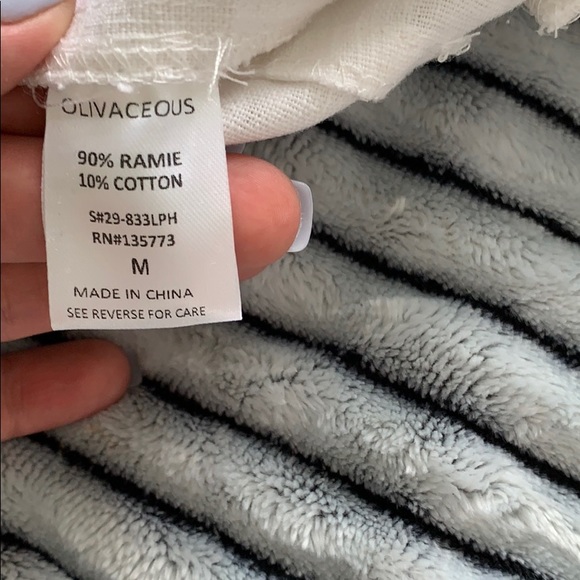 OLIVACEOUS
90% RAMIE
10% COTTON
S#29-833LPH
RN#135773
M
MADE IN CHINA
SEE REVERSE FOR CARE